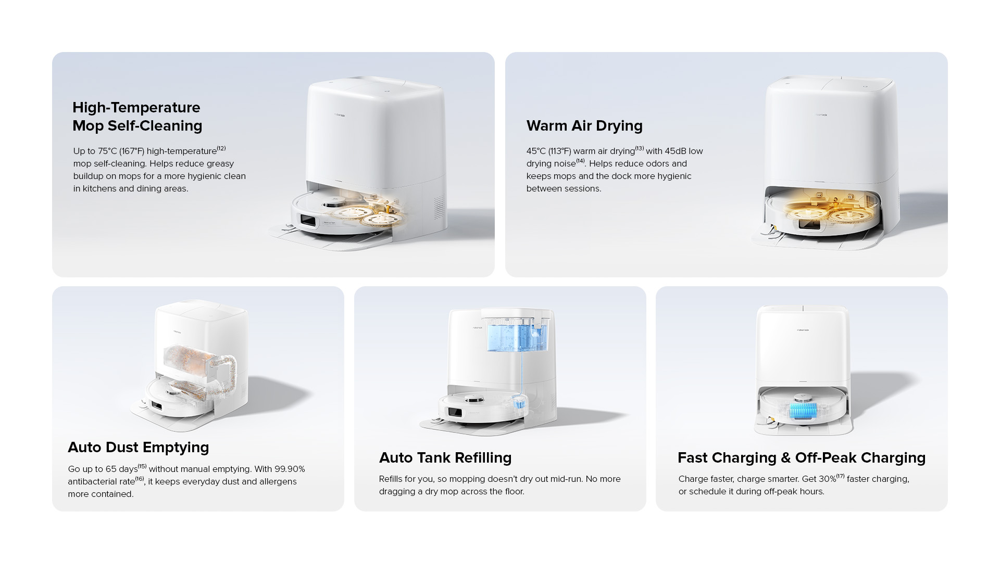 High-Temperature
Mop Self-Cleaning
Up to 75°C (167°F) high-temperature⁽¹²⁾
mop self-cleaning. Helps reduce greasy
buildup on mops for a more hygienic clean
in kitchens and dining areas.
roborock
Warm Air Drying
45°C (113°F) warm air drying⁽¹³⁾ with 45dB low
drying noise⁽¹⁴⁾. Helps reduce odors and
keeps mops and the dock more hygienic
between sessions.
roborock
roborock
Auto Dust Emptying
Go up to 65 days⁽¹⁵⁾ without manual emptying. With 99.90%
antibacterial rate⁽¹⁶⁾, it keeps everyday dust and allergens
more contained.
roborock
Auto Tank Refilling
Refills for you, so mopping doesn’t dry out mid-run. No more
dragging a dry mop across the floor.
roborock
Fast Charging & Off-Peak Charging
Charge faster, charge smarter. Get 30%⁽¹⁷⁾ faster charging,
or schedule it during off-peak hours.